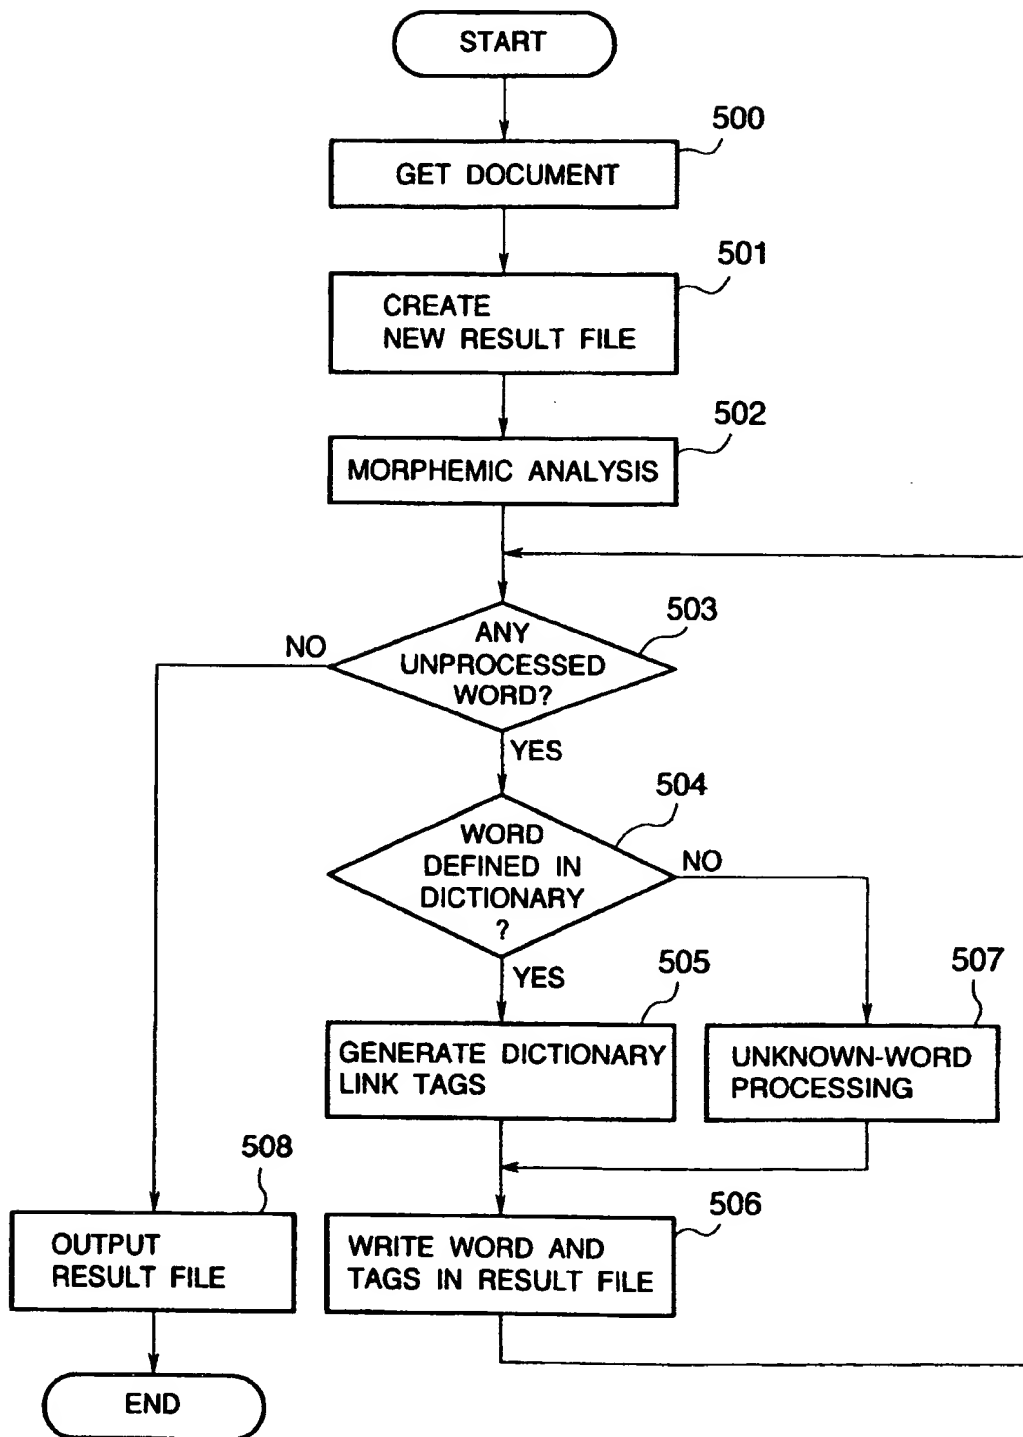 START
500
GET DOCUMENT
501
CREATE
NEW RESULT FILE
502
MORPHEMIC ANALYSIS
503
NO
ANY
UNPROCESSED
WORD?
YES
504
WORD
DEFINED IN
DICTIONARY
?
NO
YES
505
507
GENERATE DICTIONARY
LINK TAGS
UNKNOWN-WORD
PROCESSING
508
506
OUTPUT
RESULT FILE
WRITE WORD AND
TAGS IN RESULT FILE
END